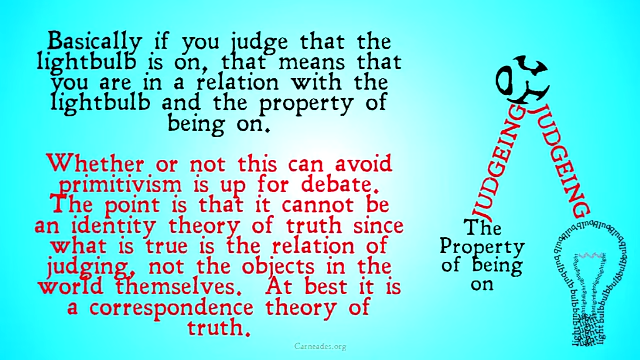 Basically if you judge that the
lightbulb is on, that means that
you are in a relation with the
lightbulb and the property of
being on.
Whether or not this can avoid
primitivism is up for debate.
The point is that it cannot be
an identity theory of truth since
what is true is the relation of
judging, not the objects in the
world themselves. At best it is
a correspondence theory of
truth.
JUDGEING
JUDGEING
The
Property
of being
on
Carneades.org